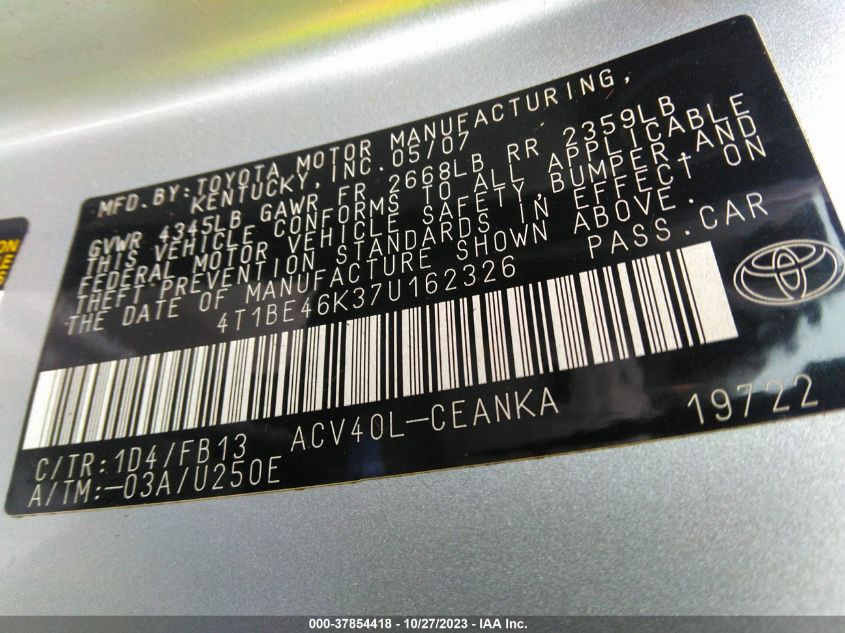 MFD.BY:TOYOTA MOTOR MANUFACTURING,
KENTUCKY, INC.05/07
GVWR 4345LB GAWR FR 2668LB RR 2359LB
THIS VEHICLE CONFORMS TO ALL APPLICABLE
FEDERAL MOTOR VEHICLE SAFETY, BUMPER, AND
THEFT PREVENTION STANDARDS IN EFFECT ON
THE DATE OF MANUFACTURE SHOWN ABOVE.
4T1BE46K37U162326 PASS.CAR
C/TR:1D4/FB13 ACV40L-CEANKA 19722
A/TM:-03A/U250E
000-37854418 | 10/27/2023 - IAA Inc.